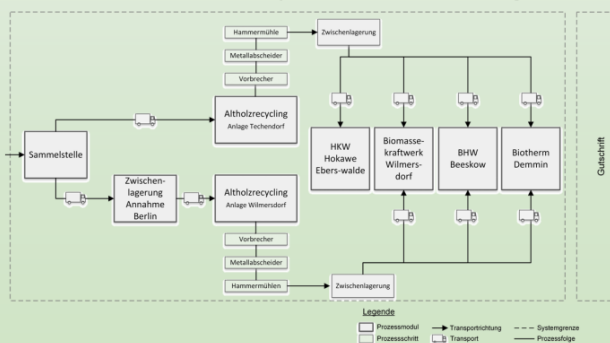 Hammermühle
Zwischenlagerung
Metallabscheider
Vorbrecher
Altholzrecycling
Anlage Techendorf
Sammelstelle
Zwischen-
lagerung
Annahme
Berlin
Altholzrecycling
Anlage Wilmersdorf
Vorbrecher
Metallabscheider
Hammermühlen
Zwischenlagerung
HKW
Hokawe
Ebers-walde
Biomasse-
kraftwerk
Wilmers-
dorf
BHW
Beeskow
Biotherm
Demmin
Gutschrift
Legende
Prozessmodul
Transportrichtung
Systemgrenze
Prozessschritt
Transport
Prozessfolge